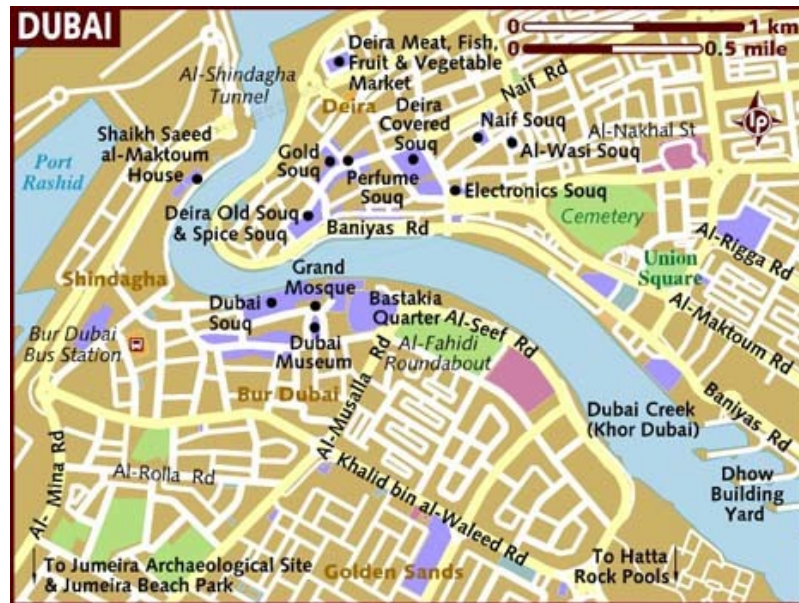 DUBAI
0 1 km
0 0.5 mile
Deira Meat, Fish,
Fruit & Vegetable
Market
Al-Shindagha
Tunnel
Deira
Naif Rd
Deira
Covered
Souq
Naif Souq
Al-Nakhal St
Al-Wasi Souq
lp
Port
Rashid
Shaikh Saeed
al-Maktoum
House
Gold
Souq
Perfume
Souq
Electronics Souq
Cemetery
Deira Old Souq
& Spice Souq
Baniyas Rd
Al-Rigga Rd
Union
Square
Shindagha
Grand
Mosque
Dubai
Souq
Bastakia
Quarter
Al-Seef Rd
Al-Maktoum Rd
Bur Dubai
Bus Station
Dubai
Museum
Al-Fahidi
Roundabout
Bur Dubai
Al-Musalla Rd
Baniyas Rd
Dubai Creek
(Khor Dubai)
Al-Rolla Rd
Al- Mina Rd
Khalid bin al-Waleed Rd
Dhow
Building
Yard
To Jumeira Archaeological Site
& Jumeira Beach Park
Golden Sands
To Hatta
Rock Pools